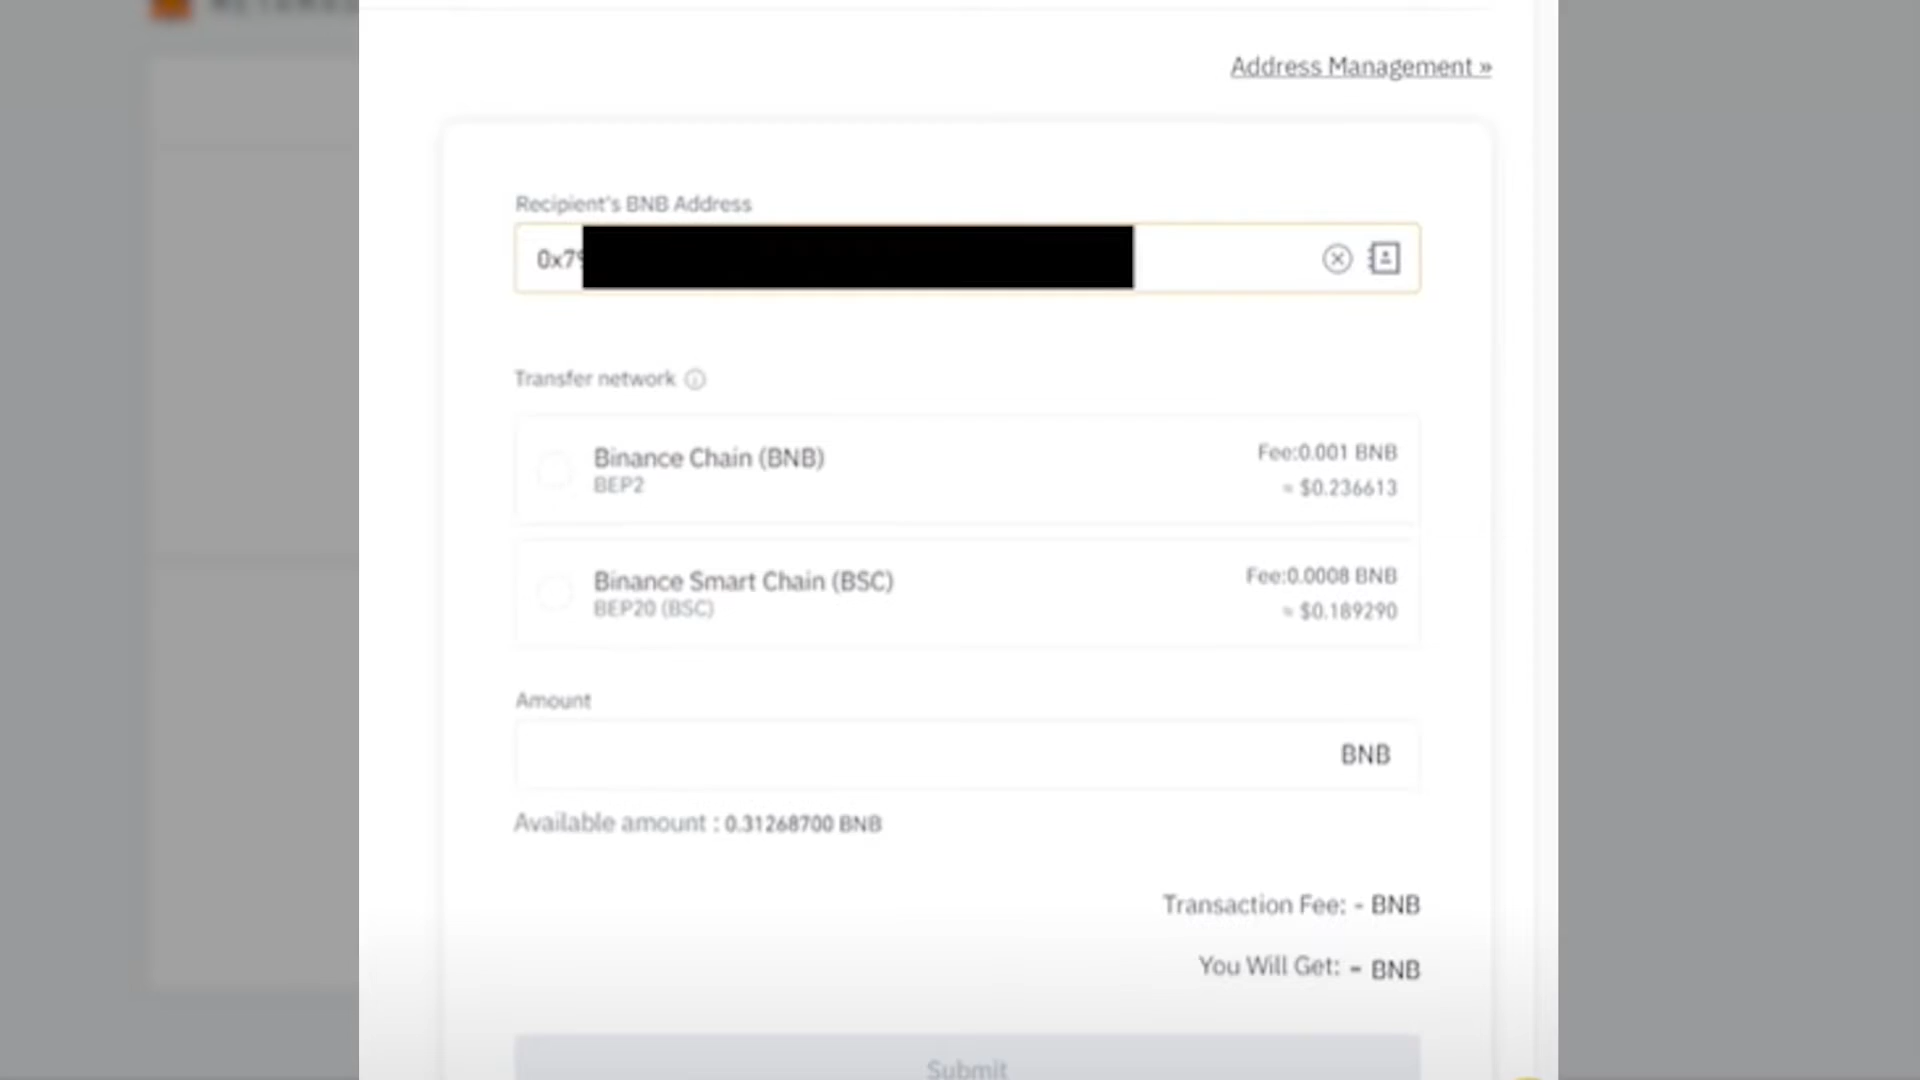 Address Management »
Recipient's BNB Address
0x79
Transfer network
Binance Chain (BNB)
Fee:0.001 BNB
BEP2
≈ $0.236613
Binance Smart Chain (BSC)
Fee:0.0008 BNB
BEP20 (BSC)
≈ $0.189290
Amount
BNB
Available amount : 0.31268700 BNB
Transaction Fee: - BNB
You Will Get: - BNB
Submit